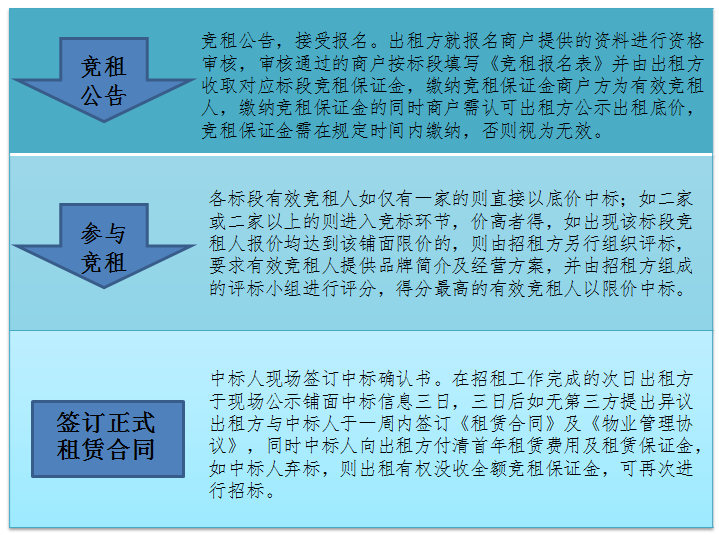 竞租
公告
竞租公告，接受报名。出租方就报名商户提供的资料进行资格
审核，审核通过的商户按标段填写《竞租报名表》并由出租方
收取对应标段竞租保证金，缴纳竞租保证金商户方为有效竞租
人，缴纳竞租保证金的同时商户需认可出租方公示出租底价，
竞租保证金需在规定时间内缴纳，否则视为无效。
参与
竞租
各标段有效竞租人如仅有一家的则直接以底价中标；如二家
或二家以上的则进入竞标环节，价高者得，如出现该标段竞
租人报价均达到该铺面限价的，则由招租方另行组织评标，
要求有效竞租人提供品牌简介及经营方案，并由招租方组成
的评标小组进行评分，得分最高的有效竞租人以限价中标。
签订正式
租赁合同
中标人现场签订中标确认书。在招租工作完成的次日出租方
于现场公示铺面中标信息三日，三日后如无第三方提出异议
出租方与中标人于一周内签订《租赁合同》及《物业管理协
议》，同时中标人向出租方付清首年租赁费用及租赁保证金，
如中标人弃标，则出租有权没收全额竞租保证金，可再次进
行招标。